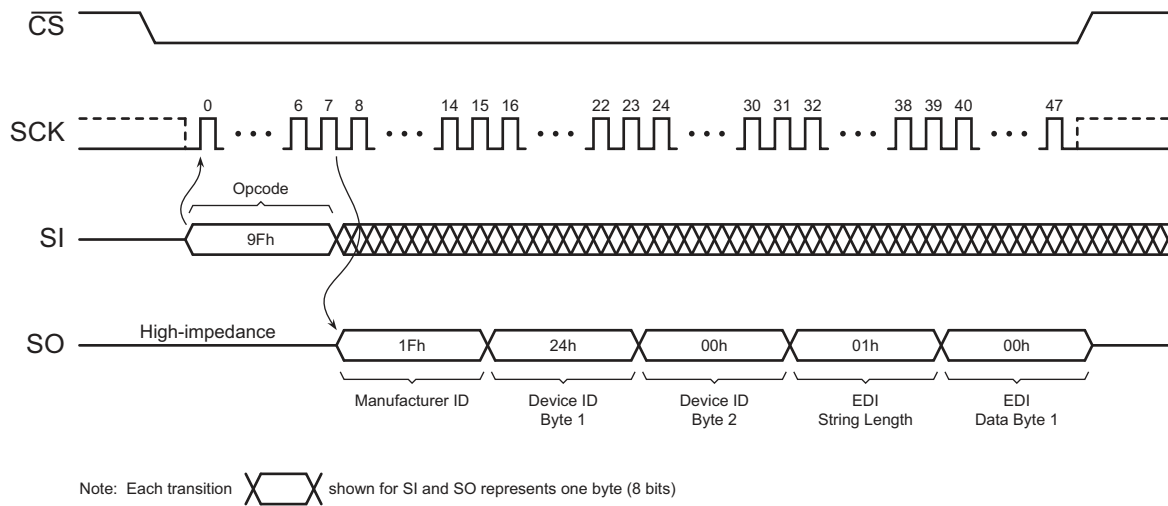 CS
SCK
0 6 7 8 14 15 16 22 23 24 30 31 32 38 39 40 47
Opcode
SI
9Fh
High-impedance
SO
1Fh 24h 00h 01h 00h
Manufacturer ID
Device ID
Byte 1
Device ID
Byte 2
EDI
String Length
EDI
Data Byte 1
Note: Each transition shown for SI and SO represents one byte (8 bits)